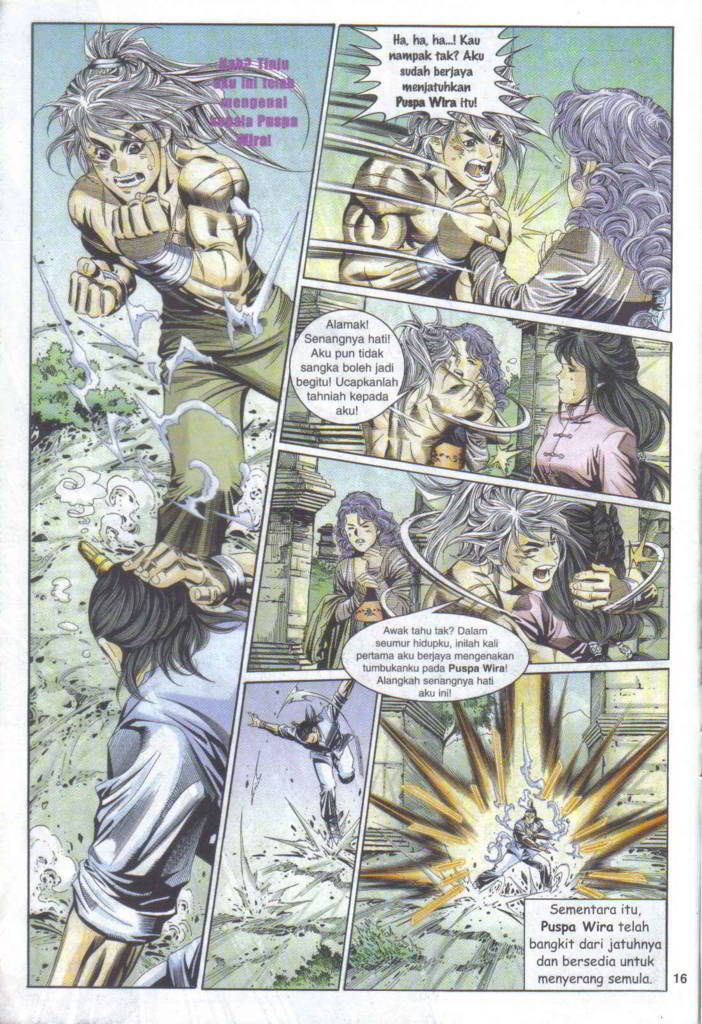 Hah? Tinju
aku ini telah
mengenai
kepala Puspa
Wira!
Ha, ha, ha...! Kau
nampak tak? Aku
sudah berjaya
menjatuhkan
Puspa Wira itu!
Alamak!
Senangnya hati!
Aku pun tidak
sangka boleh jadi
begitu! Ucapkanlah
tahniah kepada
aku!
Awak tahu tak? Dalam
seumur hidupku, inilah kali
pertama aku berjaya mengenakan
tumbukanku pada Puspa Wira!
Alangkah senangnya hati
aku ini!
Sementara itu,
Puspa Wira telah
bangkit dari jatuhnya
dan bersedia untuk
menyerang semula.
16